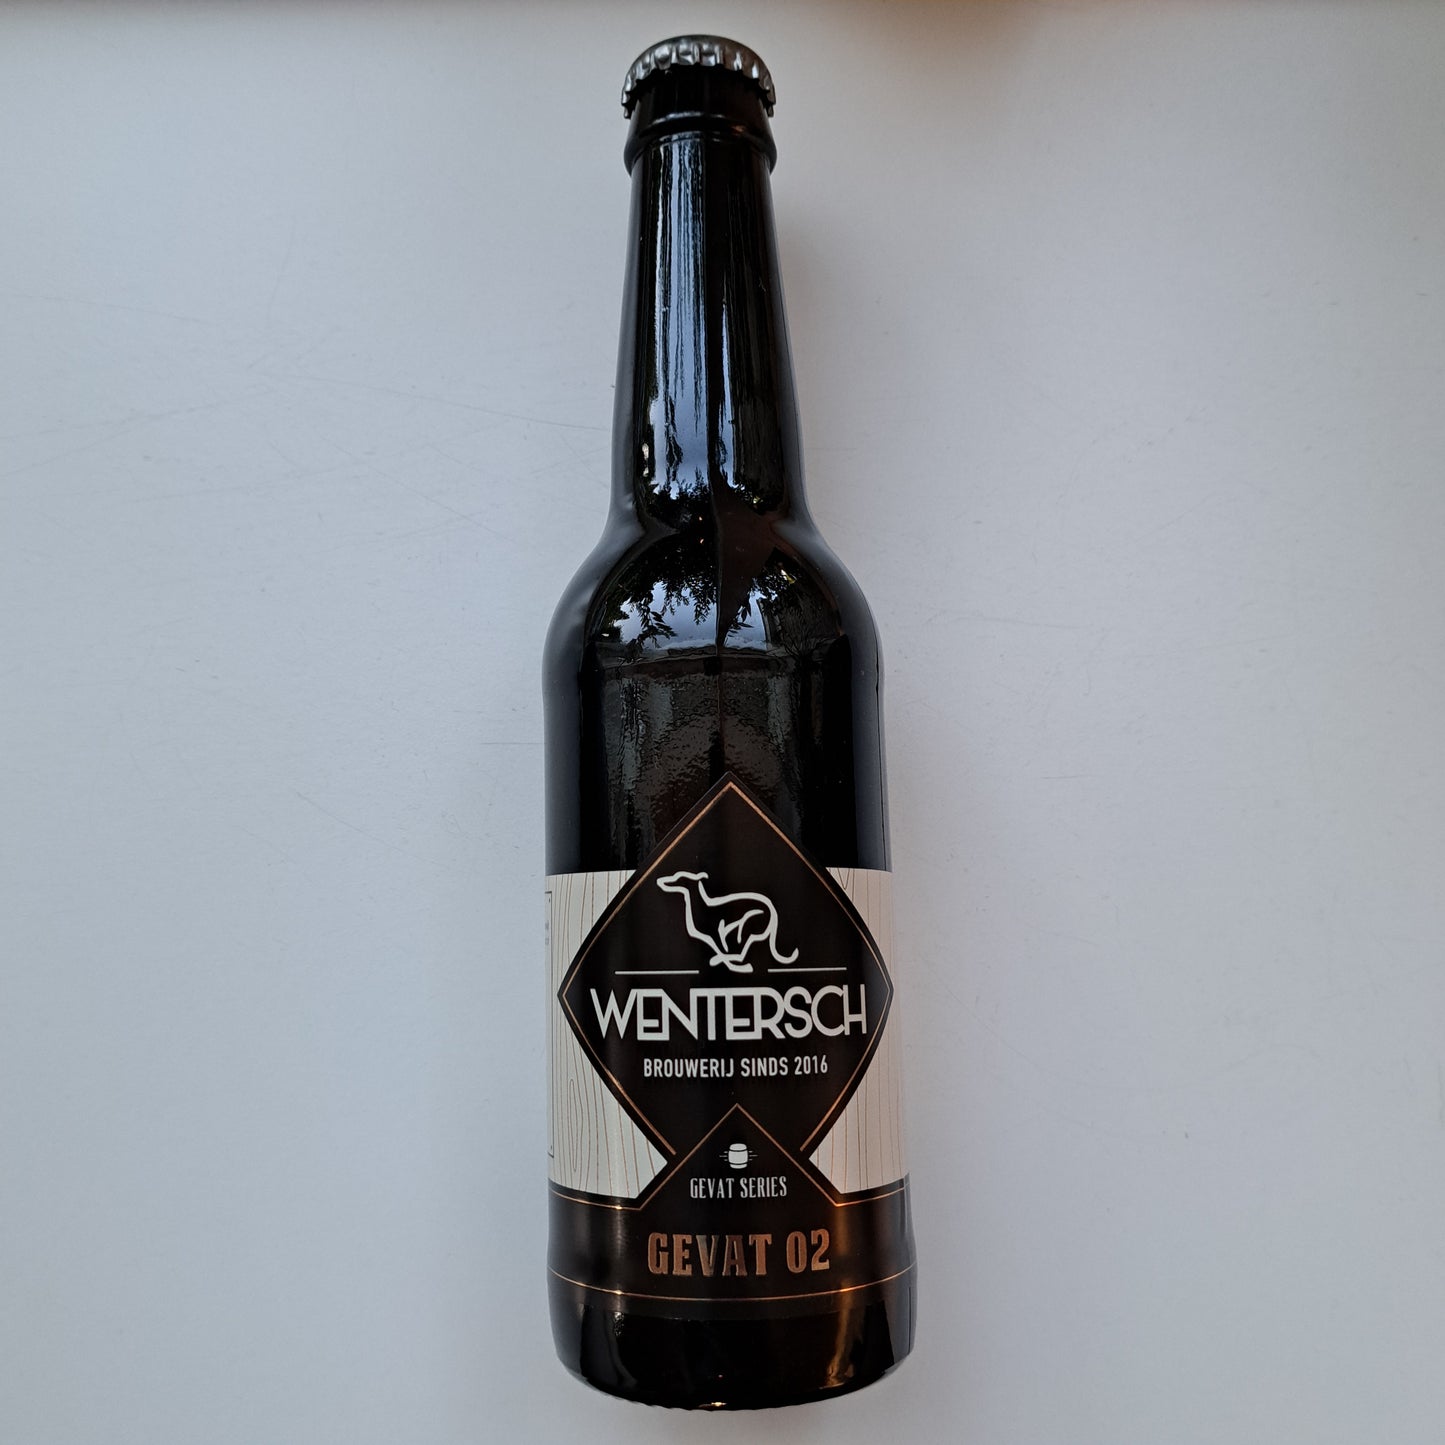 WENTERSCH
BROUWERIJ SINDS 2016
GEVAT SERIES
GEVAT 02